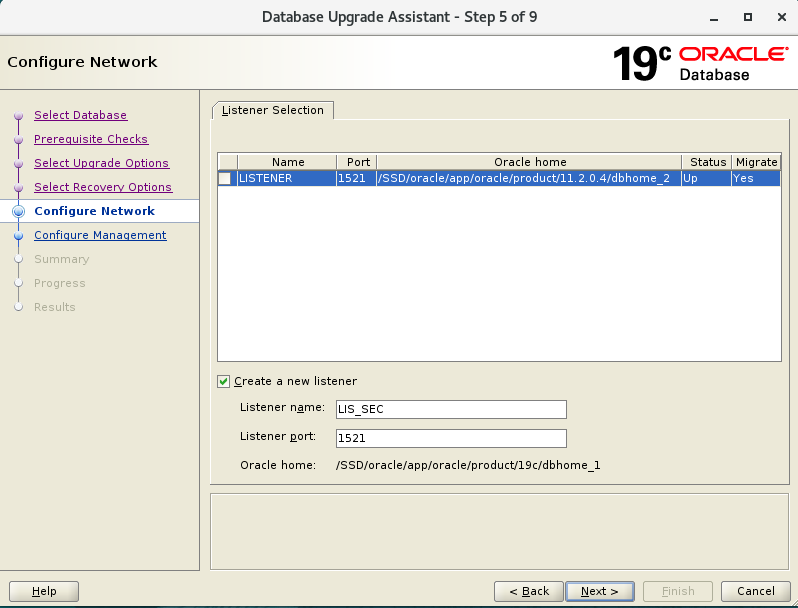 Database Upgrade Assistant - Step 5 of 9
Configure Network
19c ORACLE Database
Select Database
Prerequisite Checks
Select Upgrade Options
Select Recovery Options
Configure Network
Configure Management
Summary
Progress
Results
Listener Selection
Name Port Oracle home Status Migrate
LISTENER 1521 /SSD/oracle/app/oracle/product/11.2.0.4/dbhome_2 Up Yes
Create a new listener
Listener name: LIS_SEC
Listener port: 1521
Oracle home: /SSD/oracle/app/oracle/product/19c/dbhome_1
Help < Back Next > Finish Cancel